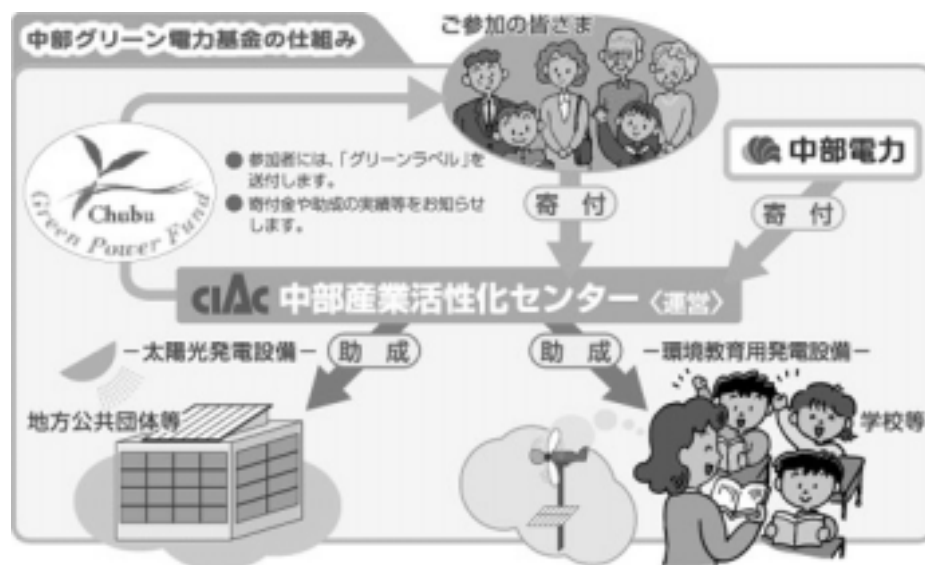 中部グリーン電力基金の仕組み
ご参加の皆さま
Chubu
Green Power Fund
● 参加者には、「グリーンラベル」を
送付します。
● 寄付金や助成の実績等をお知らせ
します。
中部電力
寄 付
寄 付
CIAC 中部産業活性化センター〈運営〉
－太陽光発電設備－
助 成
助 成
－環境教育用発電設備－
地方公共団体等
学校等